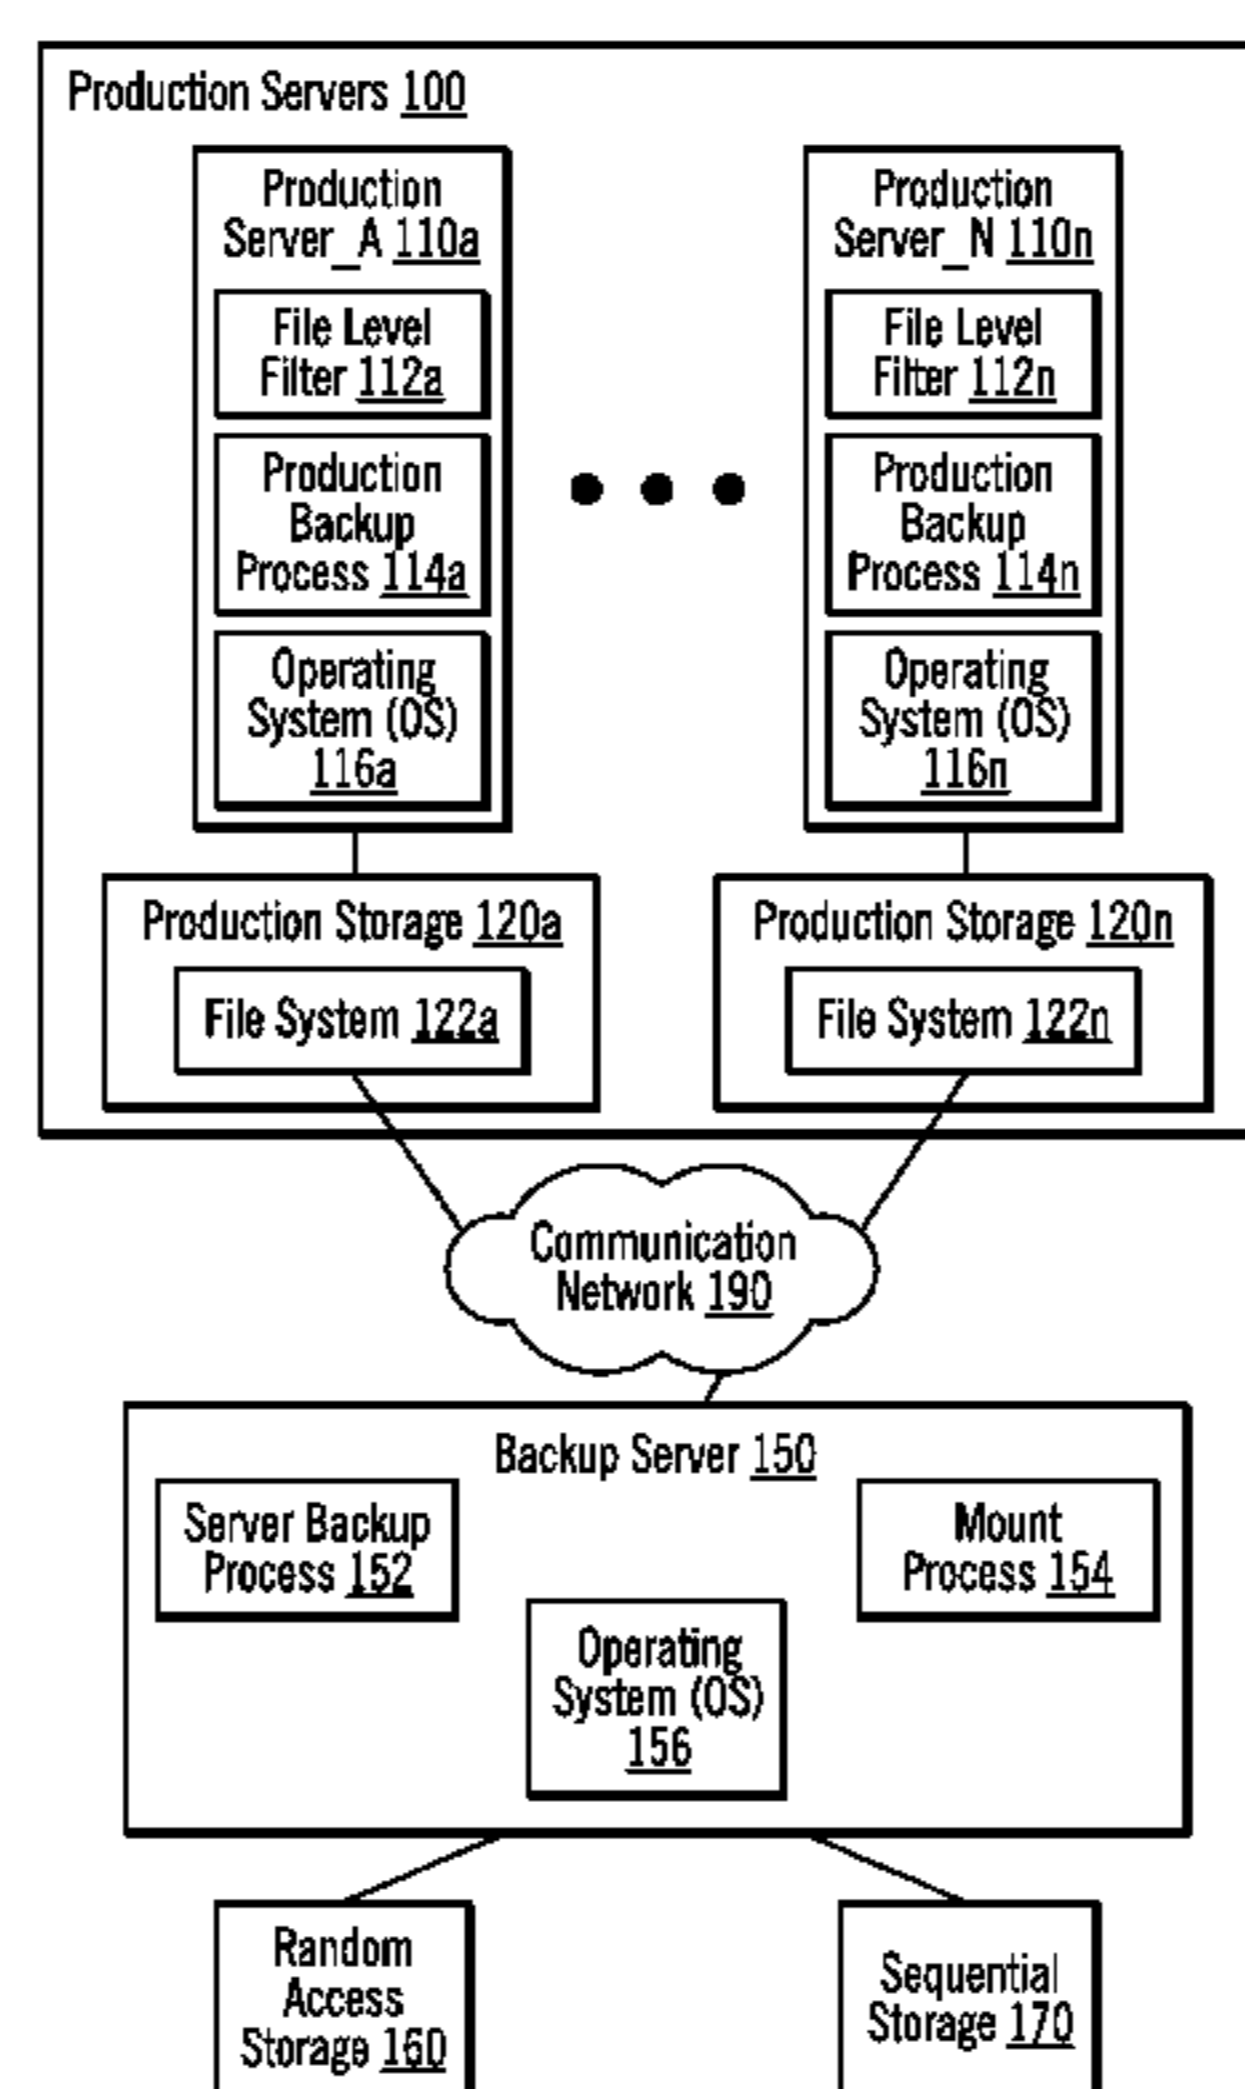 Production Servers 100
Production
Server_A 110a
File Level
Filter 112a
Production
Backup
Process 114a
Operating
System (OS)
116a
Production
Server_N 110n
File Level
Filter 112n
Production
Backup
Process 114n
Operating
System (OS)
116n
Production Storage 120a
File System 122a
Production Storage 120n
File System 122n
Communication
Network 190
Backup Server 150
Server Backup
Process 152
Mount
Process 154
Operating
System (OS)
156
Random
Access
Storage 160
Sequential
Storage 170